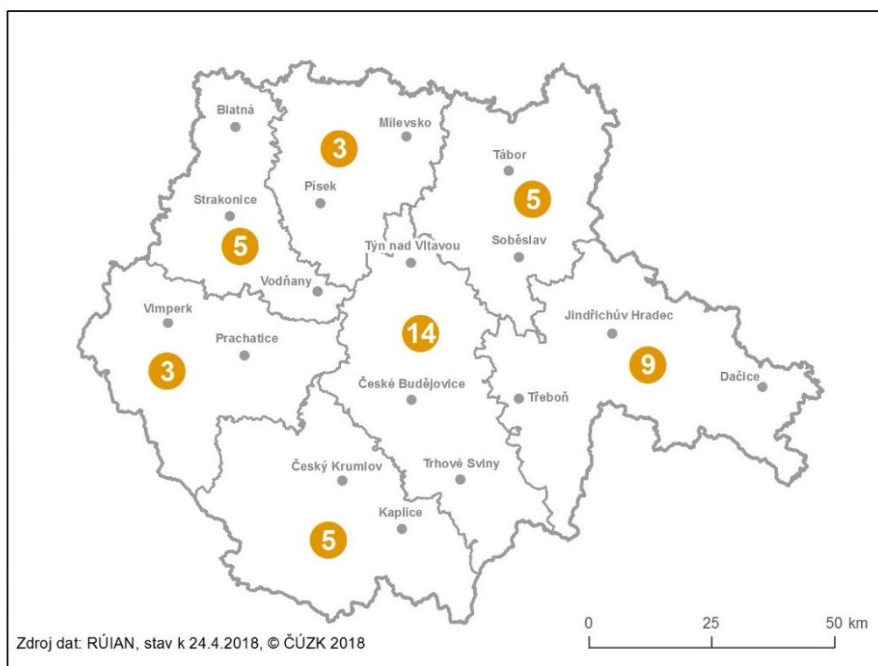 Blatná
Milevsko
3
Tábor
Písek
5
Strakonice
5
Týn nad Vltavou
Soběslav
Vodňany
Vimperk
14
Jindřichův Hradec
Prachatice
9
3
Dačice
České Budějovice
Třeboň
Český Krumlov
Trhové Sviny
Kaplice
5
0 25 50 km
Zdroj dat: RÚIAN, stav k 24.4.2018, © ČÚZK 2018